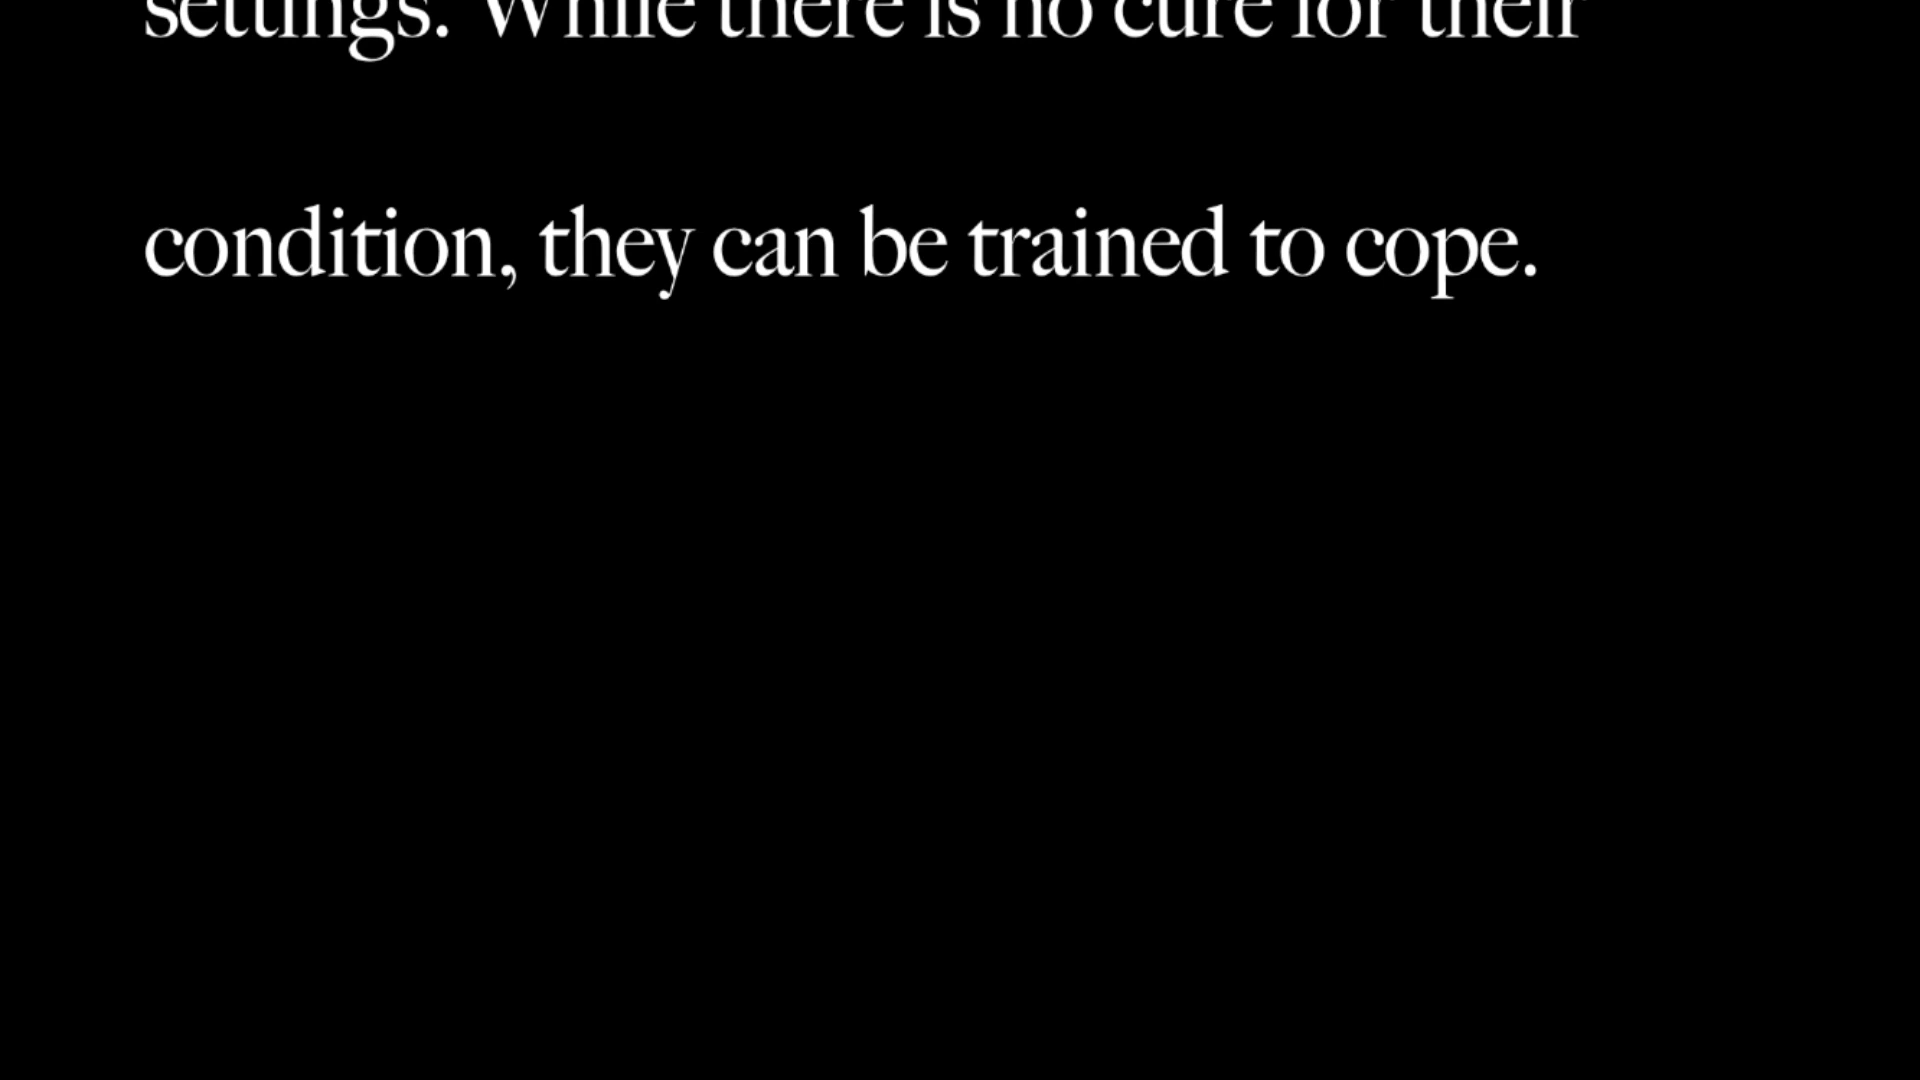 settings. While there is no cure for their
condition, they can be trained to cope.